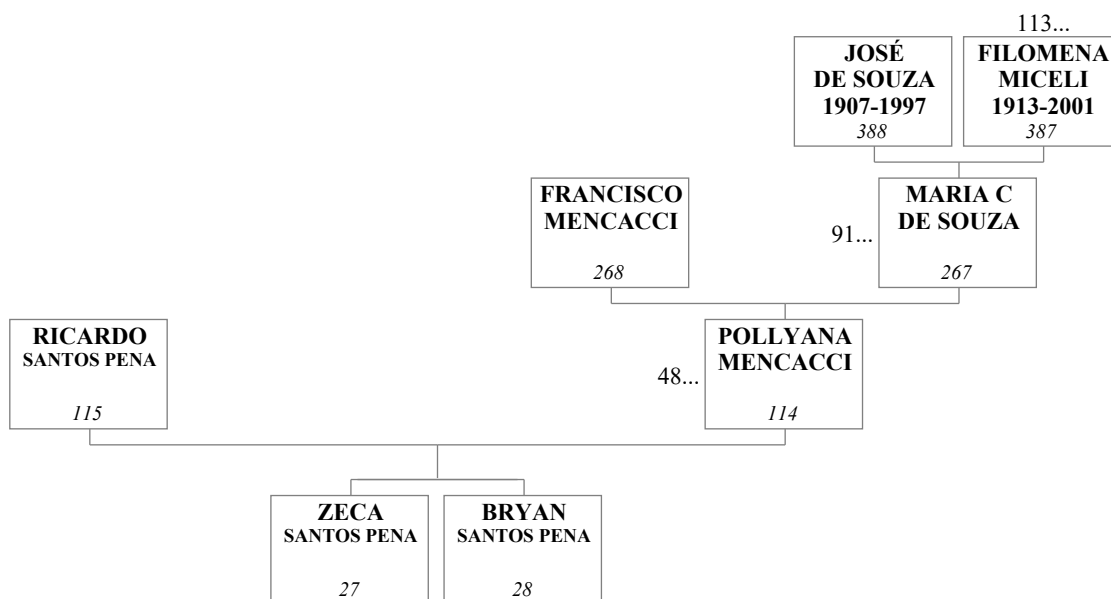 113...
JOSÉ
DE SOUZA
1907-1997
388
FILOMENA
MICELI
1913-2001
387
FRANCISCO
MENCACCI
268
91...
MARIA C
DE SOUZA
267
RICARDO
SANTOS PENA
115
48...
POLLYANA
MENCACCI
114
ZECA
SANTOS PENA
27
BRYAN
SANTOS PENA
28